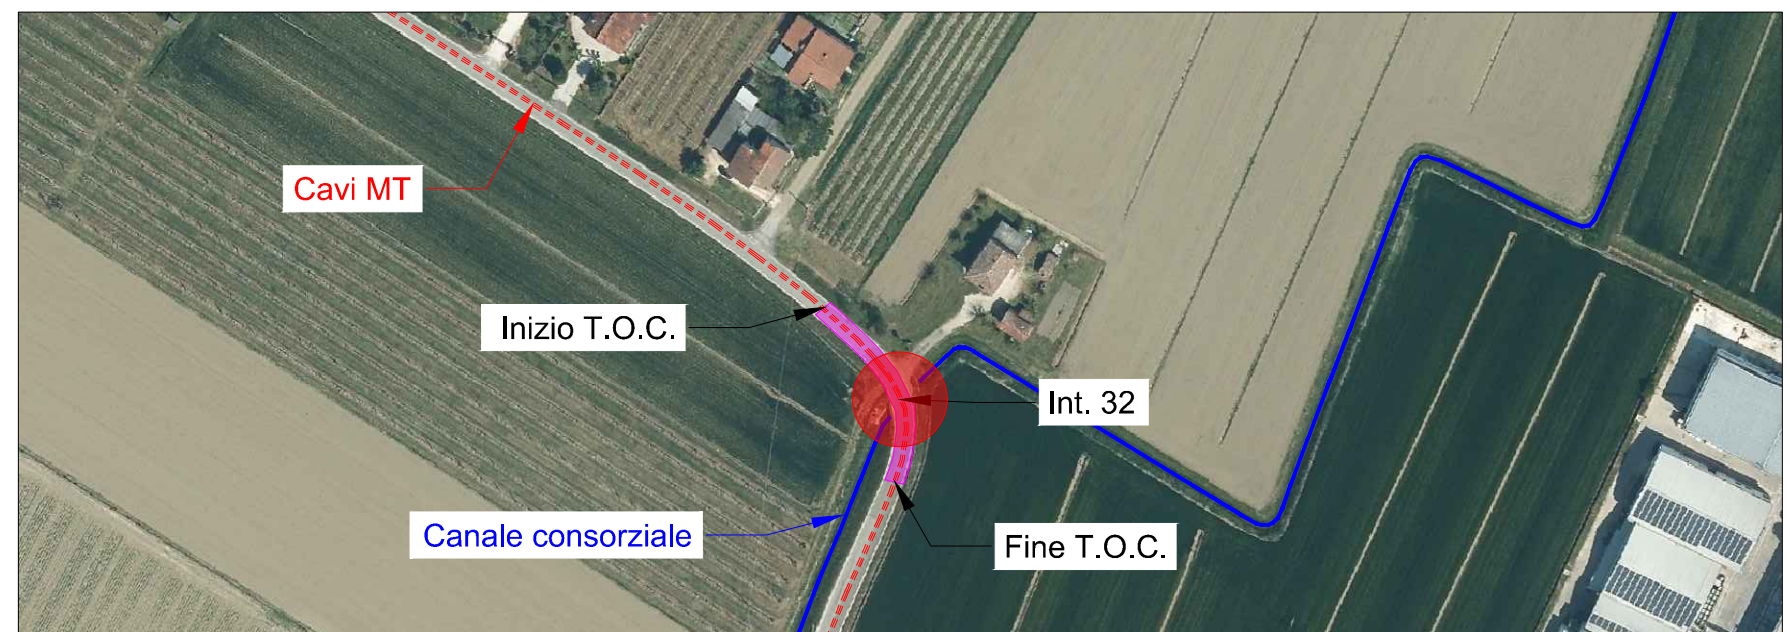 Cavi MT
Inizio T.O.C.
Int. 32
Canale consorziale
Fine T.O.C.